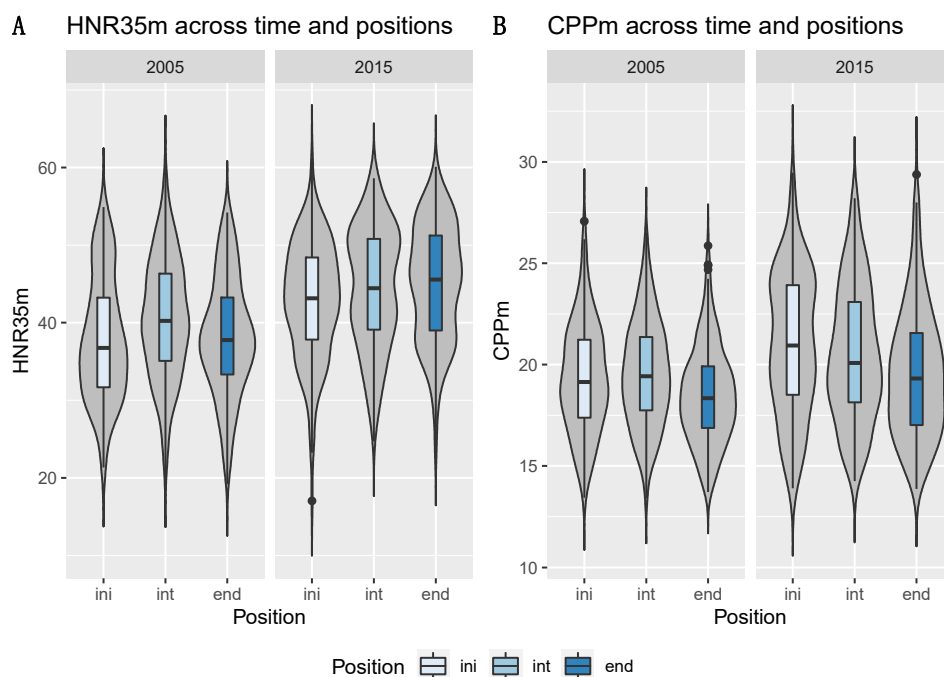 A HNR35m across time and positions
2005 2015
HNR35m
60
40
20
ini int end ini int end
Position
B CPPm across time and positions
2005 2015
CPPm
30
25
20
15
10
ini int end ini int end
Position
Position ini int end